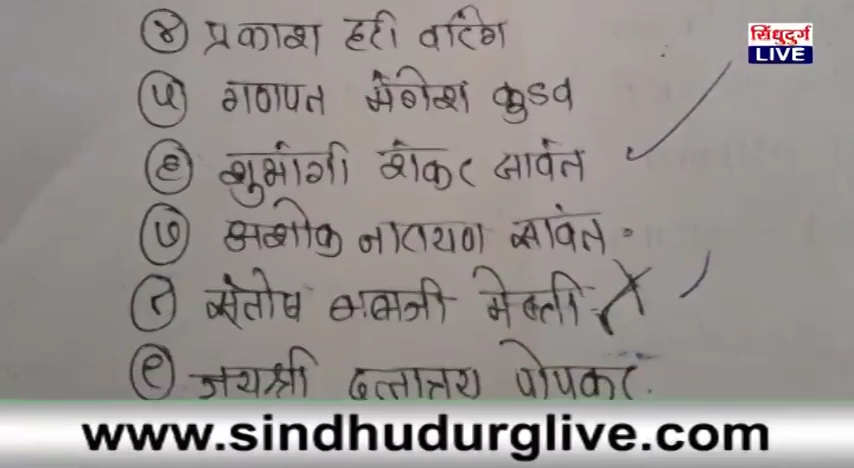 ४ प्रकाश हरी वारंग
सिंधुदुर्ग
LIVE
५ गणपत मंगेश कुडव
६ शुभांगी शंकर सावंत
७ अशोक नारायण सावंत
८ संतोष
९ जयश्री दत्तात्रय पोपकर
www.sindhudurglive.com